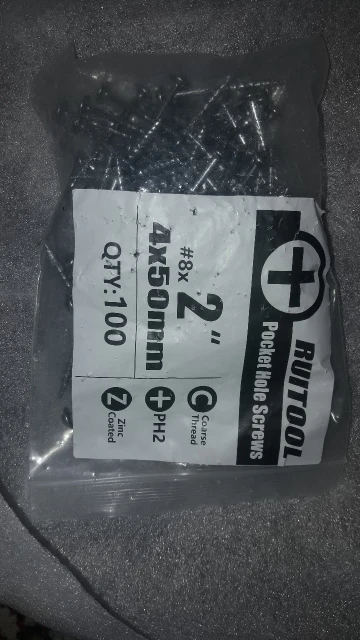 RUITOOL
Pocket Hole Screws
#8x 2"
4x50mm
QTY:100
C Coarse Thread
PH2
Z Zinc Coated